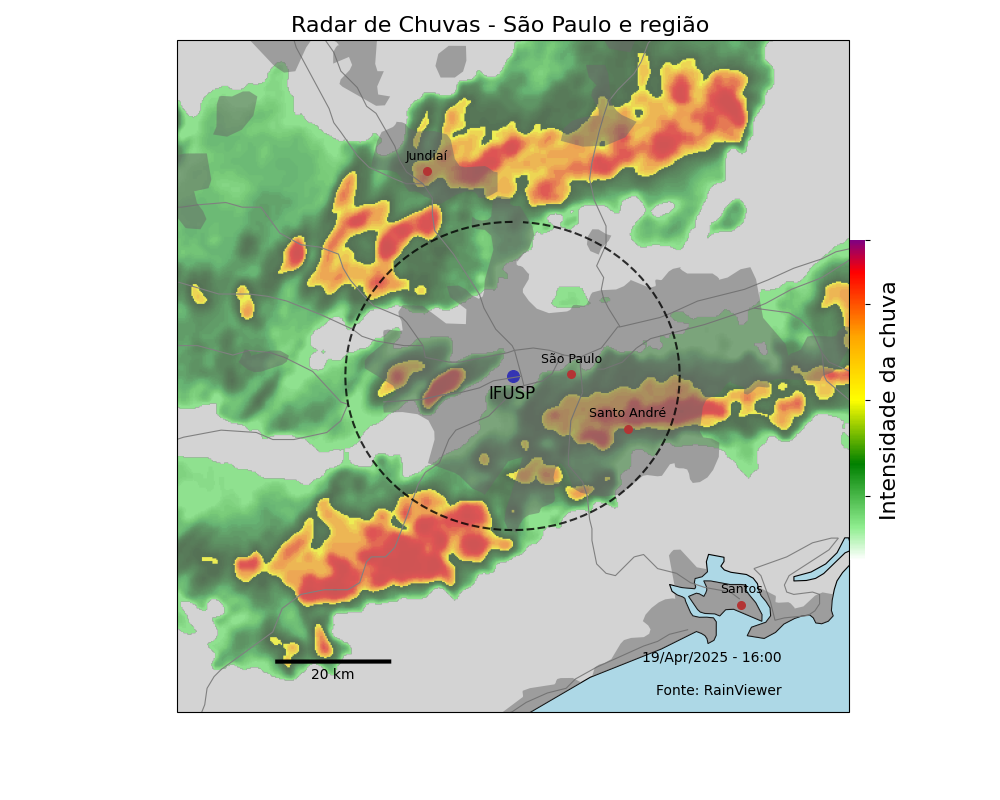 Radar de Chuvas - São Paulo e região
Jundiaí
São Paulo
IFUSP
Santo André
Intensidade da chuva
Santos
19/Apr/2025 - 16:00
20 km
Fonte: RainViewer